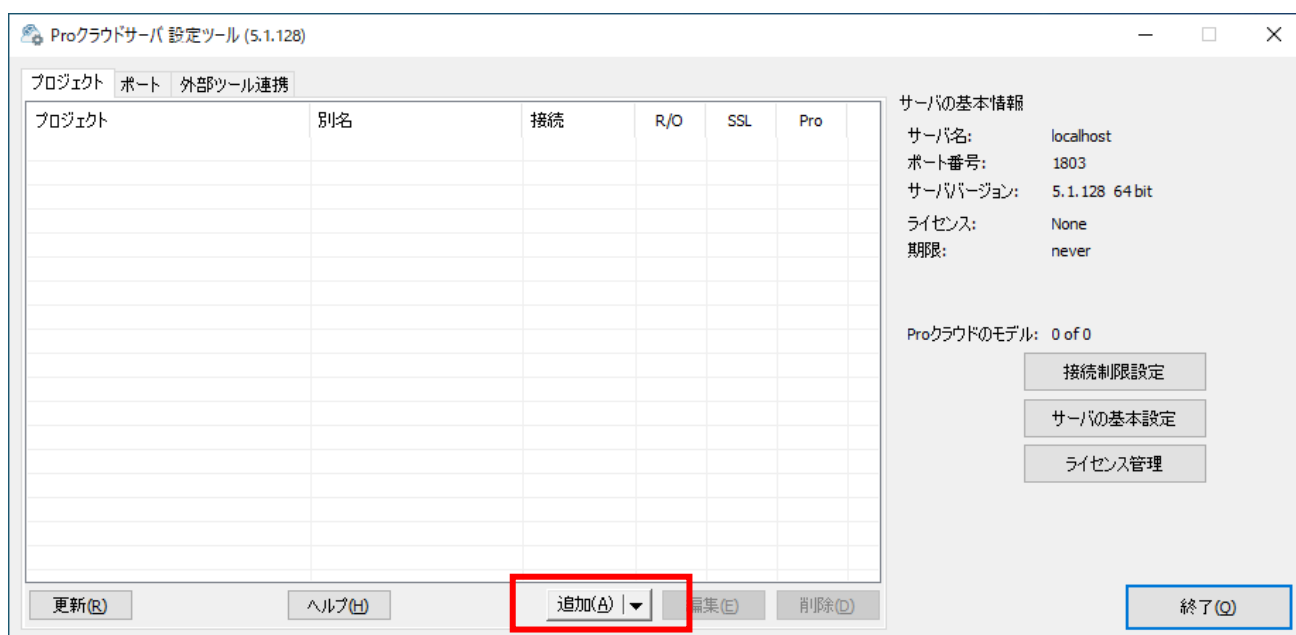 Proクラウドサーバ 設定ツール (5.1.128)
プロジェクト ポート 外部ツール連携
プロジェクト 別名 接続 R/O SSL Pro
サーバの基本情報
サーバ名: localhost
ポート番号: 1803
サーババージョン: 5.1.128 64 bit
ライセンス: None
期限: never
Proクラウドのモデル: 0 of 0
接続制限設定
サーバの基本設定
ライセンス管理
更新(R) ヘルプ(H) 追加(A) 編集(E) 削除(D) 終了(Q)